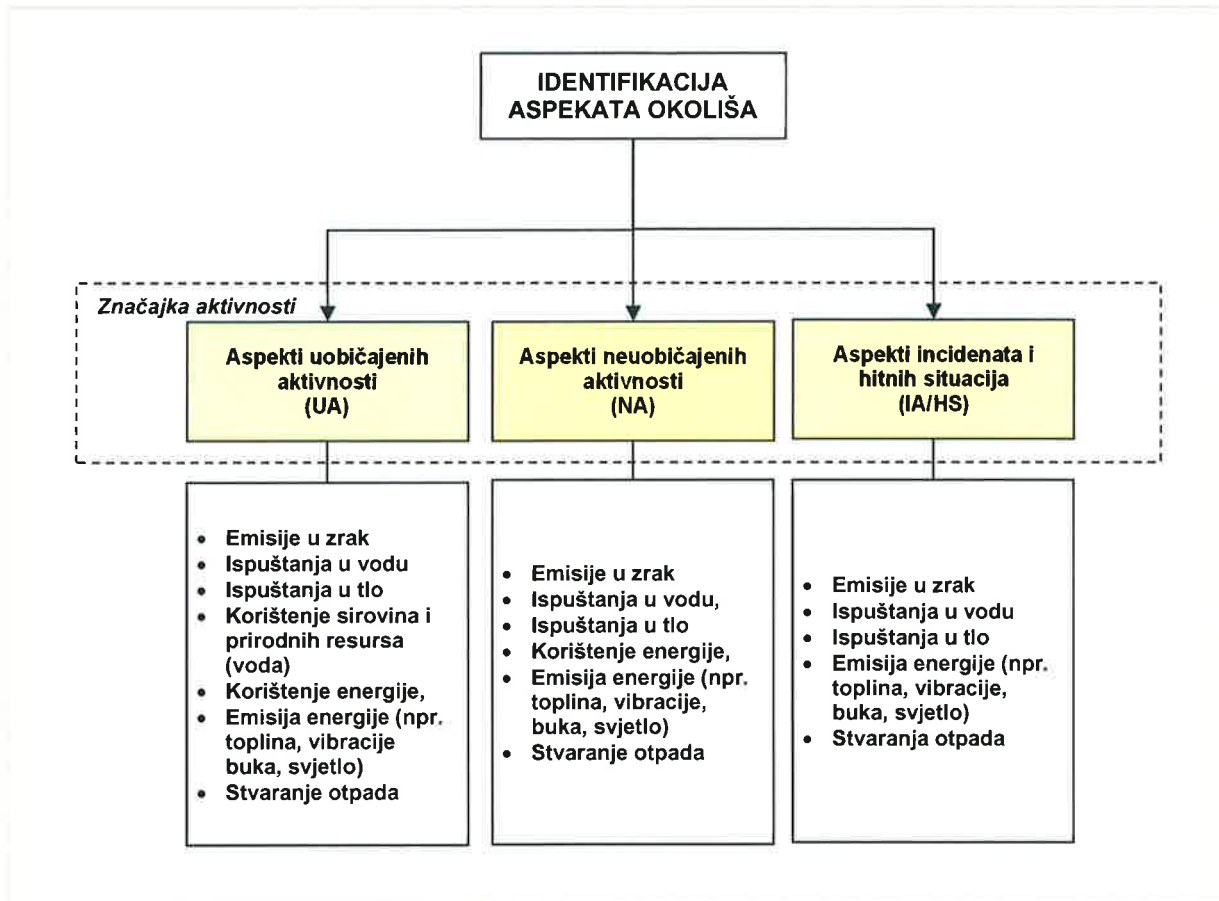 IDENTIFIKACIJA
ASPEKATA OKOLIŠA
Značajka aktivnosti
Aspekti uobičajenih
aktivnosti
(UA)
Aspekti neuobičajenih
aktivnosti
(NA)
Aspekti incidenata i
hitnih situacija
(IA/HS)
• Emisije u zrak
• Ispuštanja u vodu
• Ispuštanja u tlo
• Korištenje sirovina i
prirodnih resursa
(voda)
• Korištenje energije,
• Emisija energije (npr.
toplina, vibracije
buka, svjetlo)
• Stvaranje otpada
• Emisije u zrak
• Ispuštanja u vodu,
• Ispuštanja u tlo
• Korištenje energije,
• Emisija energije (npr.
toplina, vibracije,
buka, svjetlo)
• Stvaranje otpada
• Emisije u zrak
• Ispuštanja u vodu
• Ispuštanja u tlo
• Emisija energije (npr.
toplina, vibracije,
buka, svjetlo)
• Stvaranja otpada